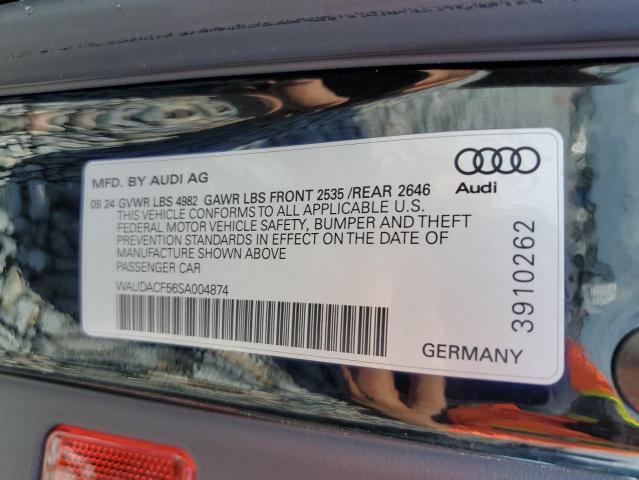 MFD. BY AUDI AG
Audi
09 24 GVWR LBS 4982 GAWR LBS FRONT 2535 /REAR 2646
THIS VEHICLE CONFORMS TO ALL APPLICABLE U.S.
FEDERAL MOTOR VEHICLE SAFETY, BUMPER AND THEFT
PREVENTION STANDARDS IN EFFECT ON THE DATE OF
MANUFACTURE SHOWN ABOVE
PASSENGER CAR
WAUDACF56SA004874
3910262
GERMANY